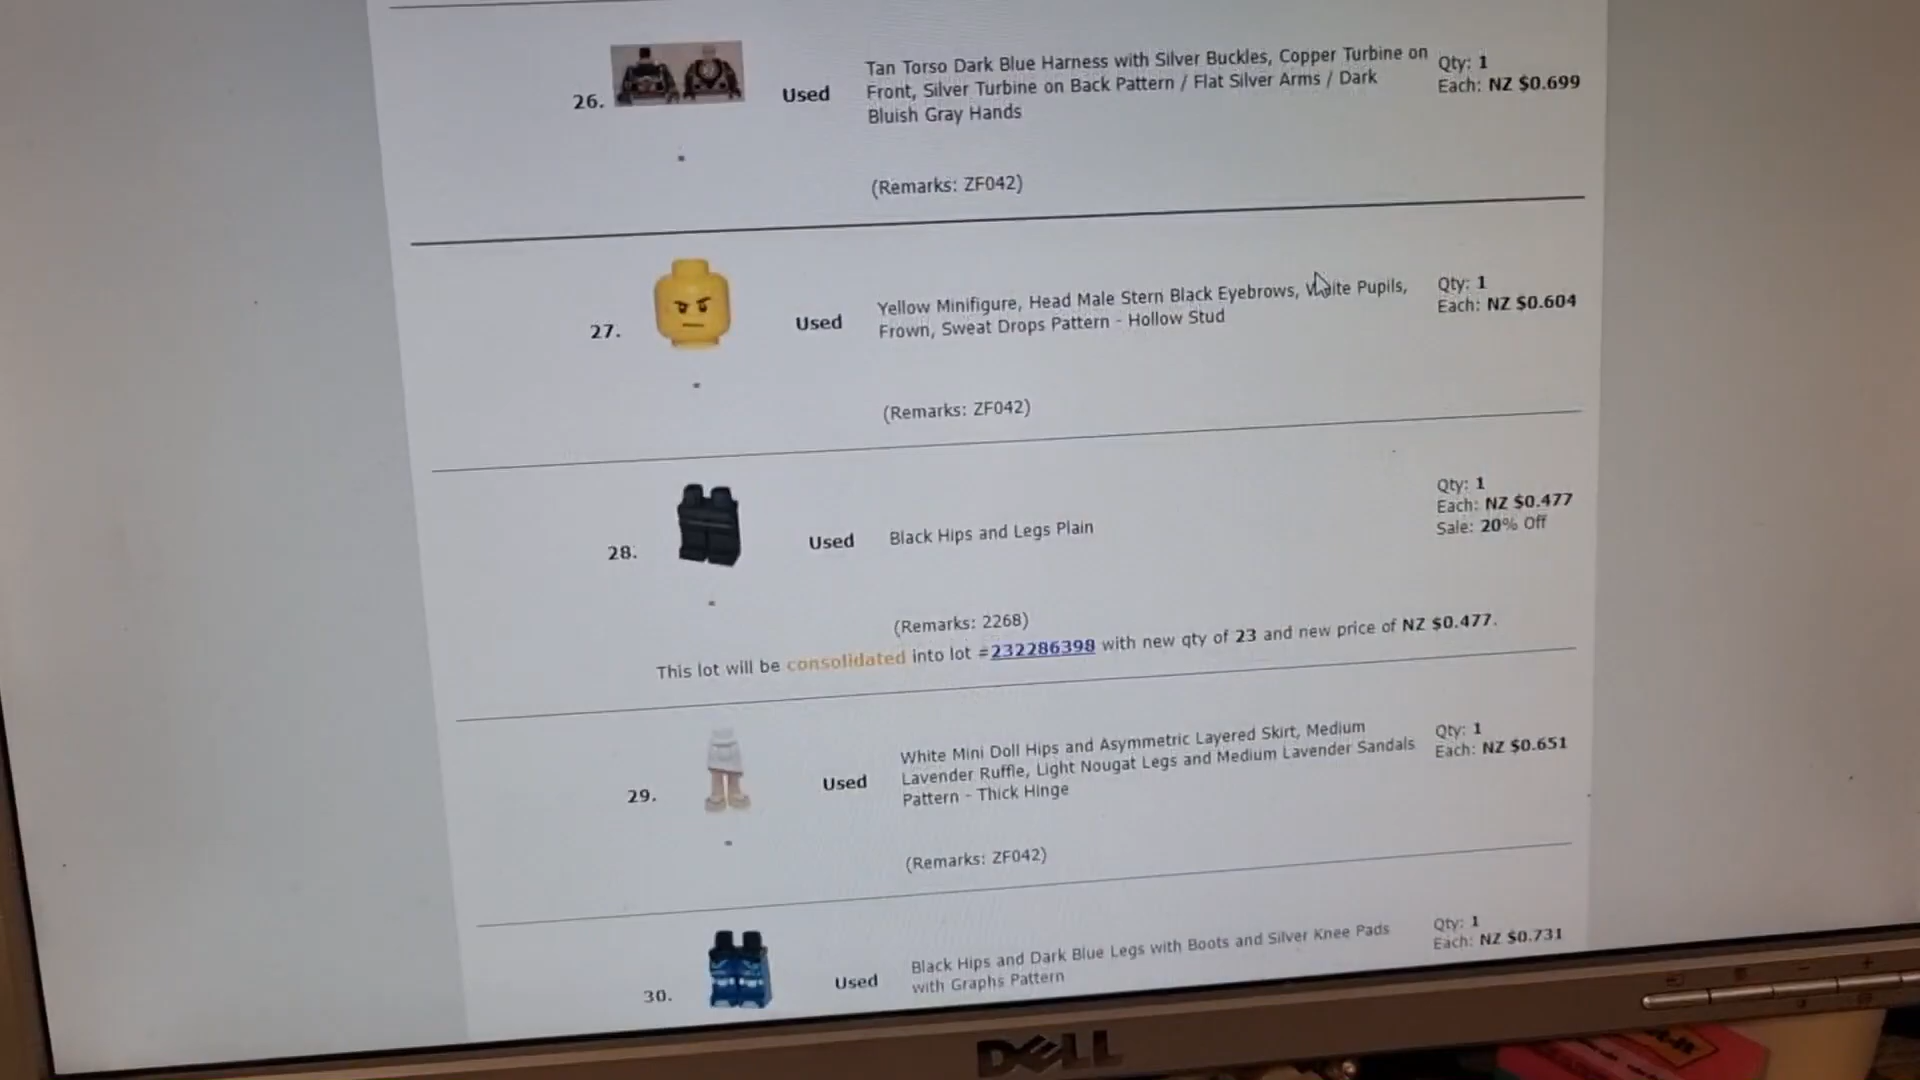 26.
Used
Tan Torso Dark Blue Harness with Silver Buckles, Copper Turbine on
Front, Silver Turbine on Back Pattern / Flat Silver Arms / Dark
Bluish Gray Hands
Qty: 1
Each: NZ $0.699
(Remarks: ZF042)
27.
Used
Yellow Minifigure, Head Male Stern Black Eyebrows, White Pupils,
Frown, Sweat Drops Pattern - Hollow Stud
Qty: 1
Each: NZ $0.604
(Remarks: ZF042)
28.
Used
Black Hips and Legs Plain
Qty: 1
Each: NZ $0.477
Sale: 20% Off
(Remarks: 2268)
This lot will be consolidated into lot #232286398 with new qty of 23 and new price of NZ $0.477.
29.
Used
White Mini Doll Hips and Asymmetric Layered Skirt, Medium
Lavender Ruffle, Light Nougat Legs and Medium Lavender Sandals
Pattern - Thick Hinge
Qty: 1
Each: NZ $0.651
(Remarks: ZF042)
30.
Used
Black Hips and Dark Blue Legs with Boots and Silver Knee Pads
with Graphs Pattern
Qty: 1
Each: NZ $0.731
DELL